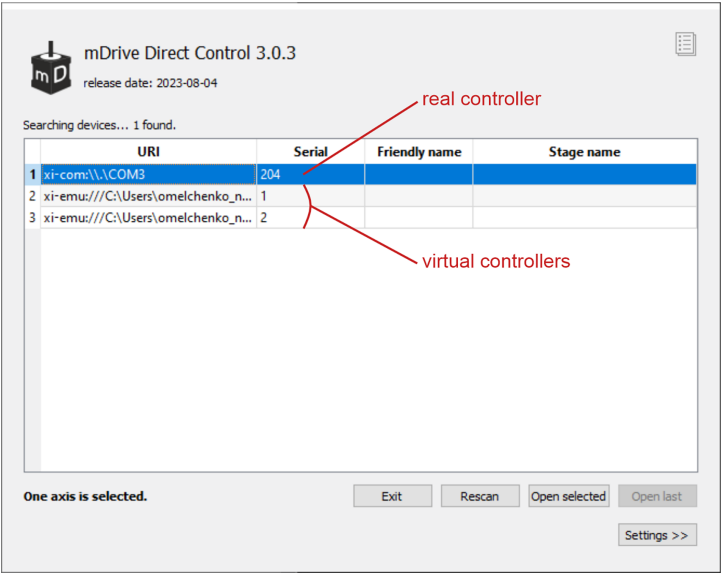 mD
mDrive Direct Control 3.0.3
release date: 2023-08-04
real controller
Searching devices... 1 found.
URI Serial Friendly name Stage name
1 xi-com:\\.\COM3 204
2 xi-emu:///C:\Users\omelchenko_n... 1
3 xi-emu:///C:\Users\omelchenko_n... 2
virtual controllers
One axis is selected. Exit Rescan Open selected Open last
Settings >>